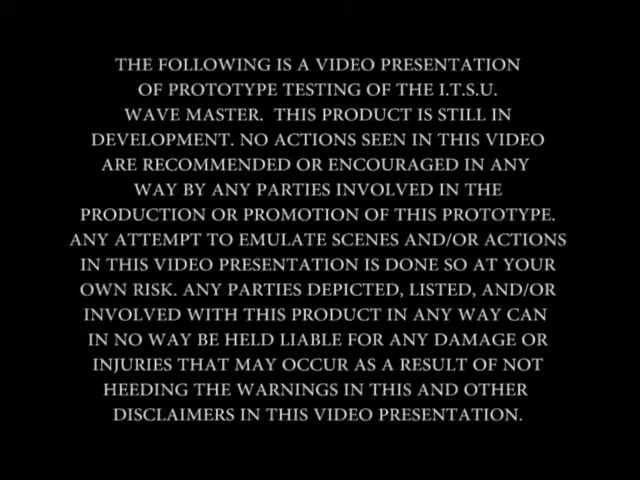 THE FOLLOWING IS A VIDEO PRESENTATION
OF PROTOTYPE TESTING OF THE I.T.S.U.
WAVE MASTER. THIS PRODUCT IS STILL IN
DEVELOPMENT. NO ACTIONS SEEN IN THIS VIDEO
ARE RECOMMENDED OR ENCOURAGED IN ANY
WAY BY ANY PARTIES INVOLVED IN THE
PRODUCTION OR PROMOTION OF THIS PROTOTYPE.
ANY ATTEMPT TO EMULATE SCENES AND/OR ACTIONS
IN THIS VIDEO PRESENTATION IS DONE SO AT YOUR
OWN RISK. ANY PARTIES DEPICTED, LISTED, AND/OR
INVOLVED WITH THIS PRODUCT IN ANY WAY CAN
IN NO WAY BE HELD LIABLE FOR ANY DAMAGE OR
INJURIES THAT MAY OCCUR AS A RESULT OF NOT
HEEDING THE WARNINGS IN THIS AND OTHER
DISCLAIMERS IN THIS VIDEO PRESENTATION.